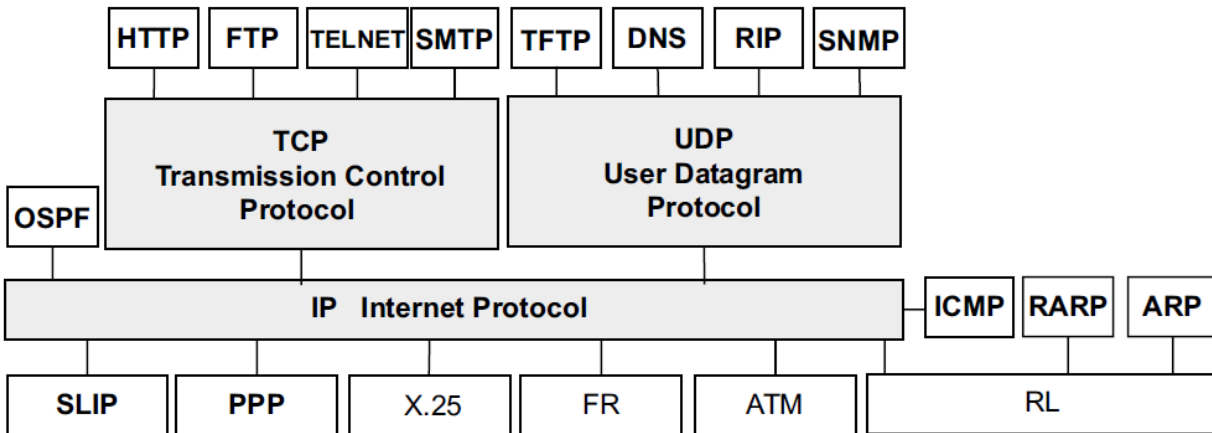 HTTP FTP TELNET SMTP TFTP DNS RIP SNMP
TCP
Transmission Control
Protocol
UDP
User Datagram
Protocol
OSPF
IP Internet Protocol
ICMP RARP ARP
SLIP PPP X.25 FR ATM RL